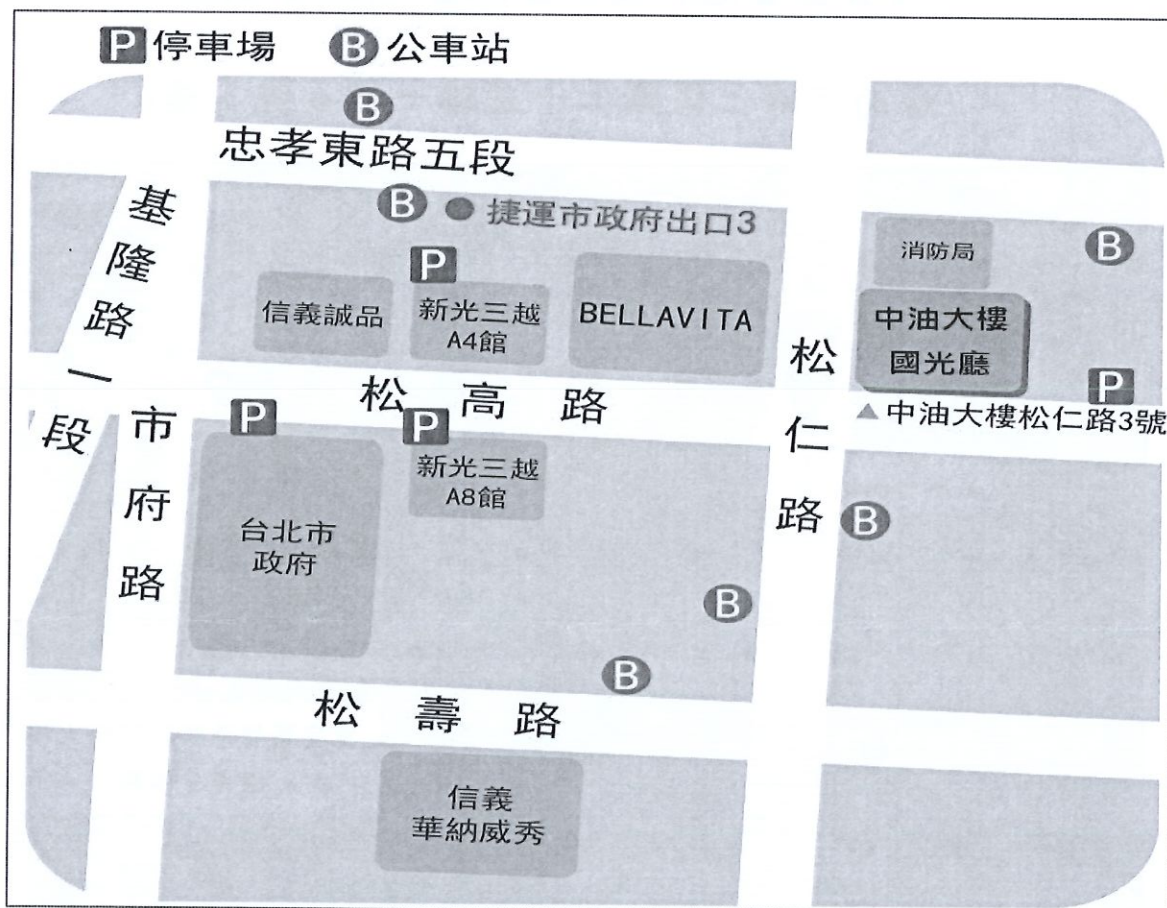 P 停車場 B 公車站
B
忠孝東路五段
基隆路一段
B 捷運市政府出口3
B
消防局
P
信義誠品
新光三越
A4館
BELLAVITA
中油大樓
國光廳
P
松仁路
松高路
▲中油大樓松仁路3號
市府路
P
P
新光三越
A8館
台北市
政府
B
B
B
松壽路
信義
華納威秀